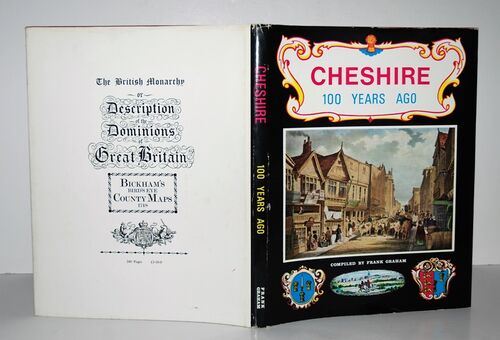 The British Monarchy
or
Description
of the
Dominions
of
Great Britain
BICKHAM'S
BIRD'S EYE
COUNTY MAPS
1748
CHESHIRE
100 YEARS AGO
FRANK
GRAHAM
CHESHIRE
100 YEARS AGO
COMPILED BY FRANK GRAHAM